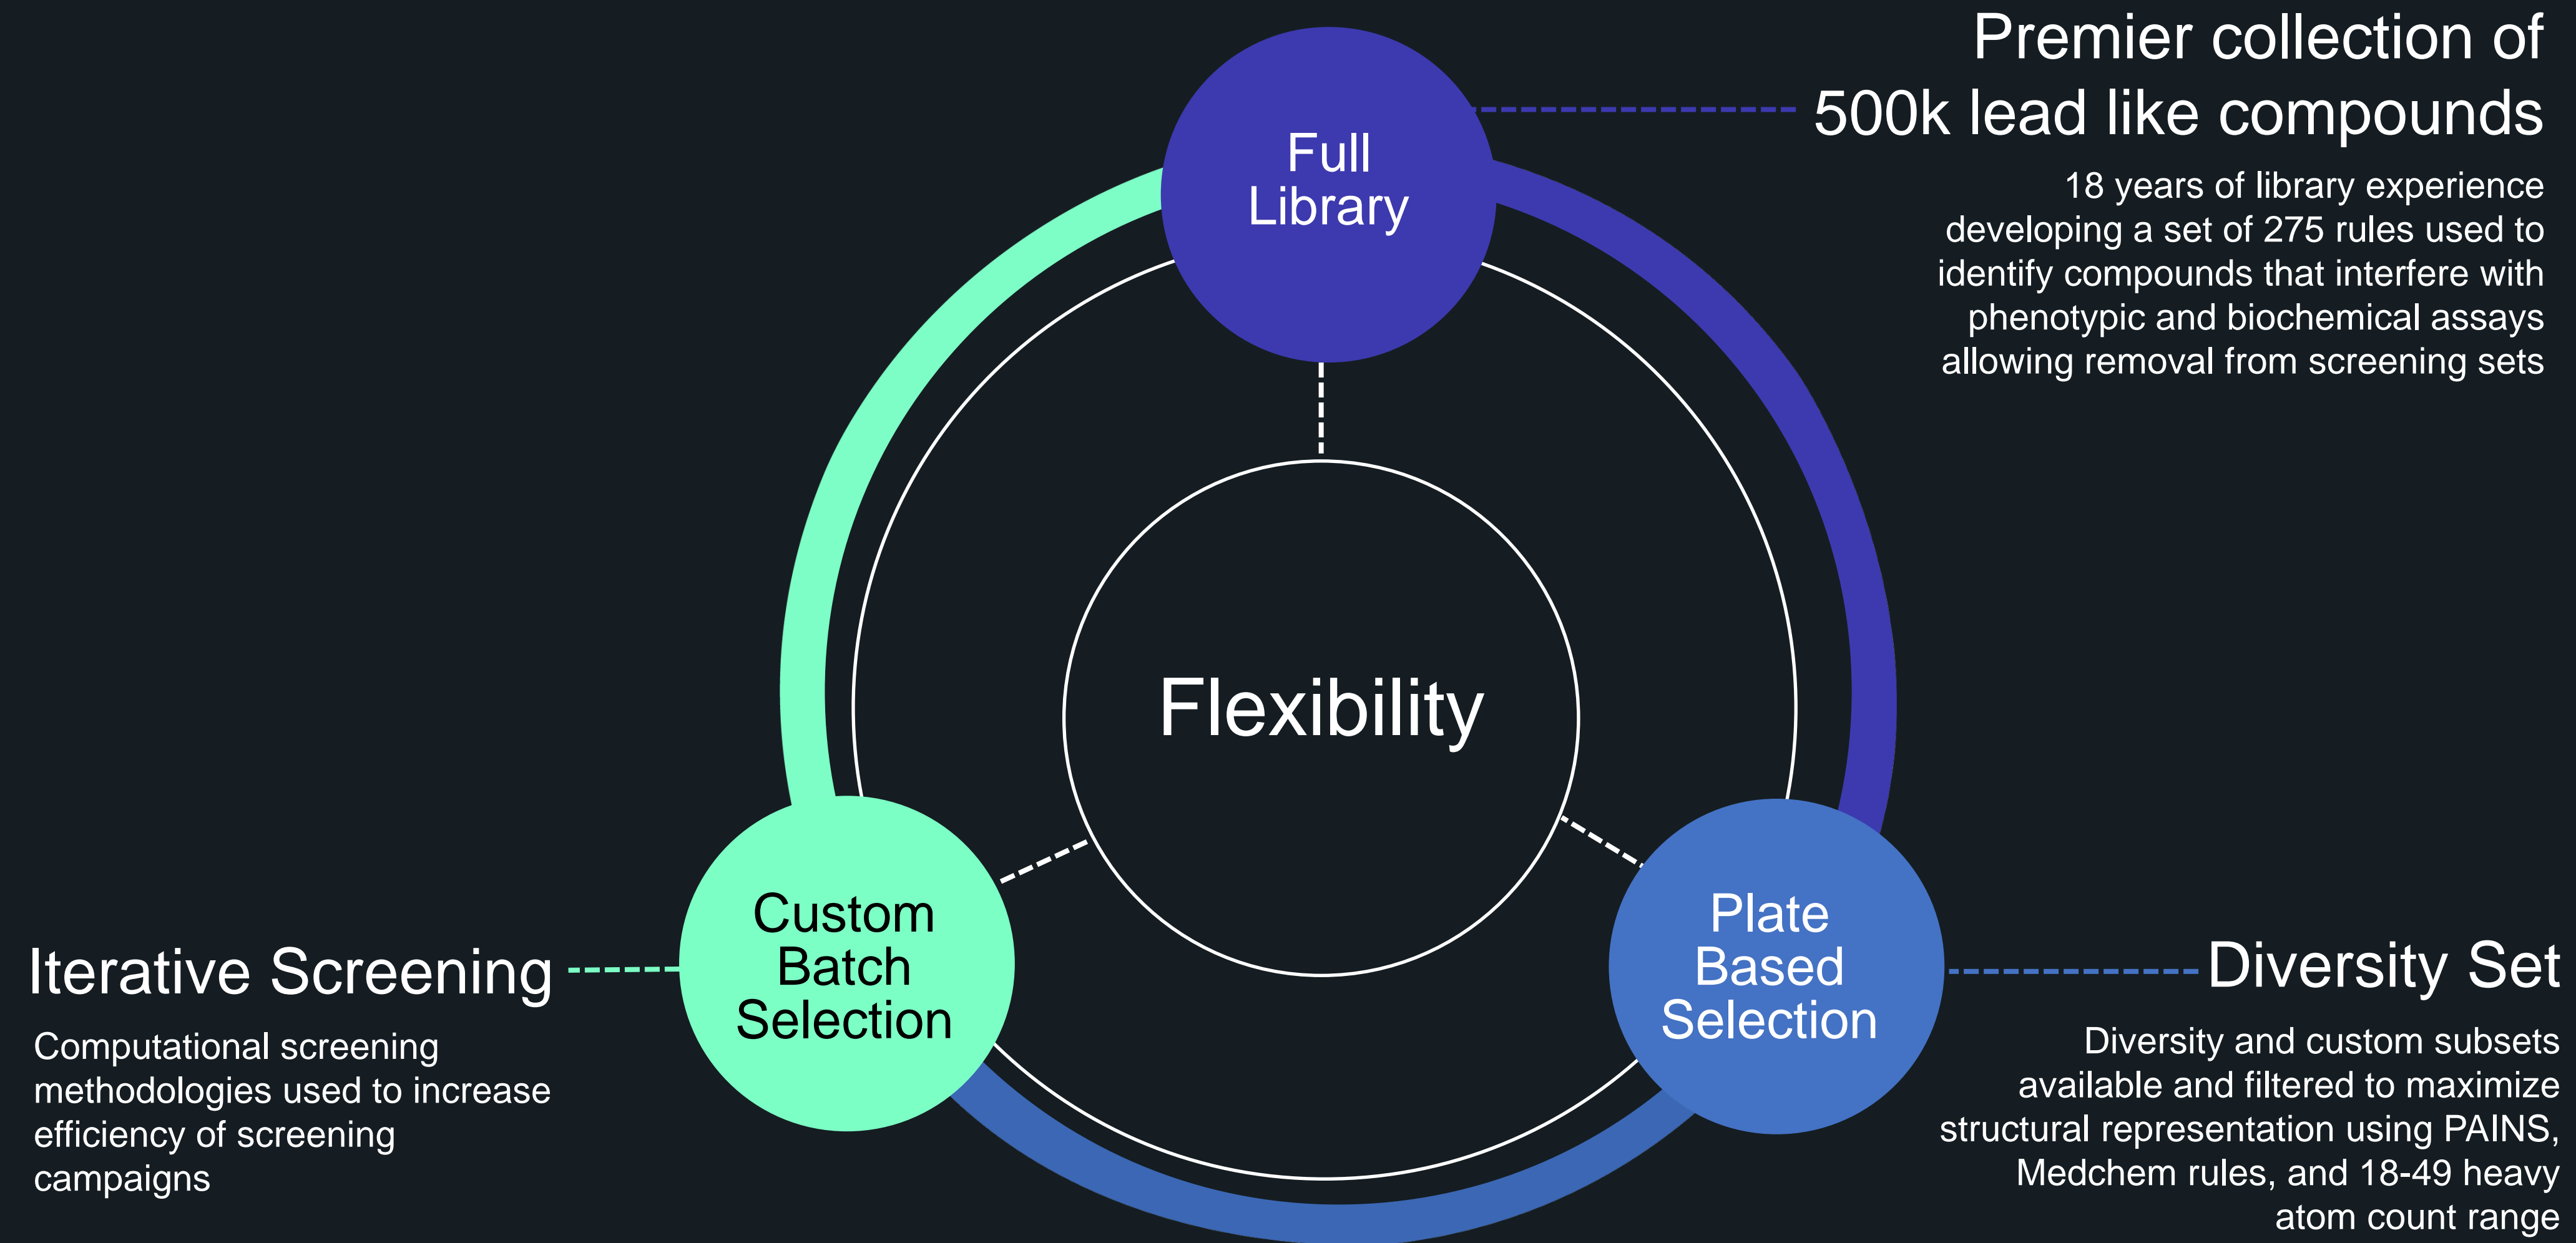 Premier collection of
500k lead like compounds
18 years of library experience
developing a set of 275 rules used to
identify compounds that interfere with
phenotypic and biochemical assays
allowing removal from screening sets
Full
Library
Flexibility
Custom
Batch
Selection
Iterative Screening
Computational screening
methodologies used to increase
efficiency of screening
campaigns
Plate
Based
Selection
Diversity Set
Diversity and custom subsets
available and filtered to maximize
structural representation using PAINS,
Medchem rules, and 18-49 heavy
atom count range